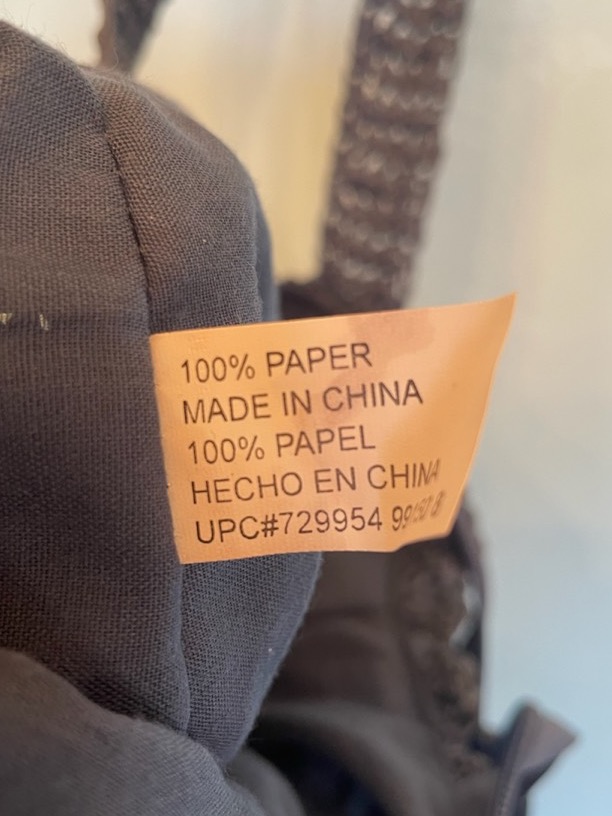 100% PAPER
MADE IN CHINA
100% PAPEL
HECHO EN CHINA
UPC#729954